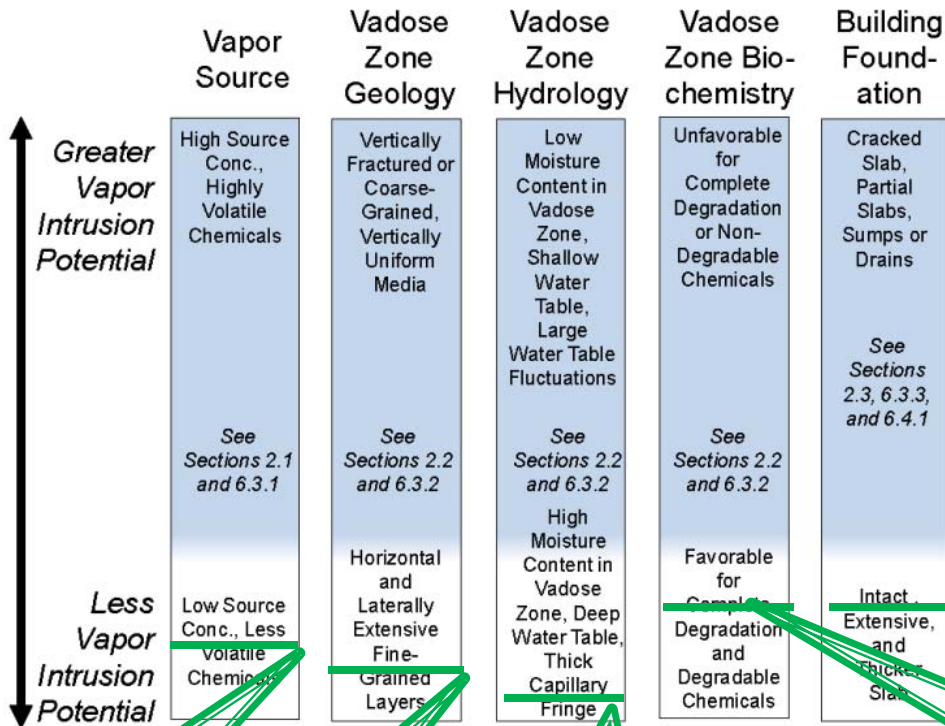 Vapor
Source
Vadose
Zone
Geology
Vadose
Zone
Hydrology
Vadose
Zone Bio-
chemistry
Building
Found-
ation
Greater
Vapor
Intrusion
Potential
High Source
Conc.,
Highly
Volatile
Chemicals
See
Sections 2.1
and 6.3.1
Low Source
Conc., Less
Volatile
Chemicals
Vertically
Fractured or
Coarse-
Grained,
Vertically
Uniform
Media
See
Sections 2.2
and 6.3.2
Horizontal
and
Laterally
Extensive
Fine-
Grained
Layers
Low
Moisture
Content in
Vadose
Zone,
Shallow
Water
Table,
Large
Water Table
Fluctuations
See
Sections 2.2
and 6.3.2
High
Moisture
Content in
Vadose
Zone, Deep
Water Table,
Thick
Capillary
Fringe
Unfavorable
for
Complete
Degradation
or Non-
Degradable
Chemicals
See
Sections 2.2
and 6.3.2
Favorable
for
Complete
Degradation
and
Degradable
Chemicals
Cracked
Slab,
Partial
Slabs,
Sumps or
Drains
See
Sections
2.3, 6.3.3,
and 6.4.1
Intact,
Extensive,
and
Thicker
Slab
Less
Vapor
Intrusion
Potential